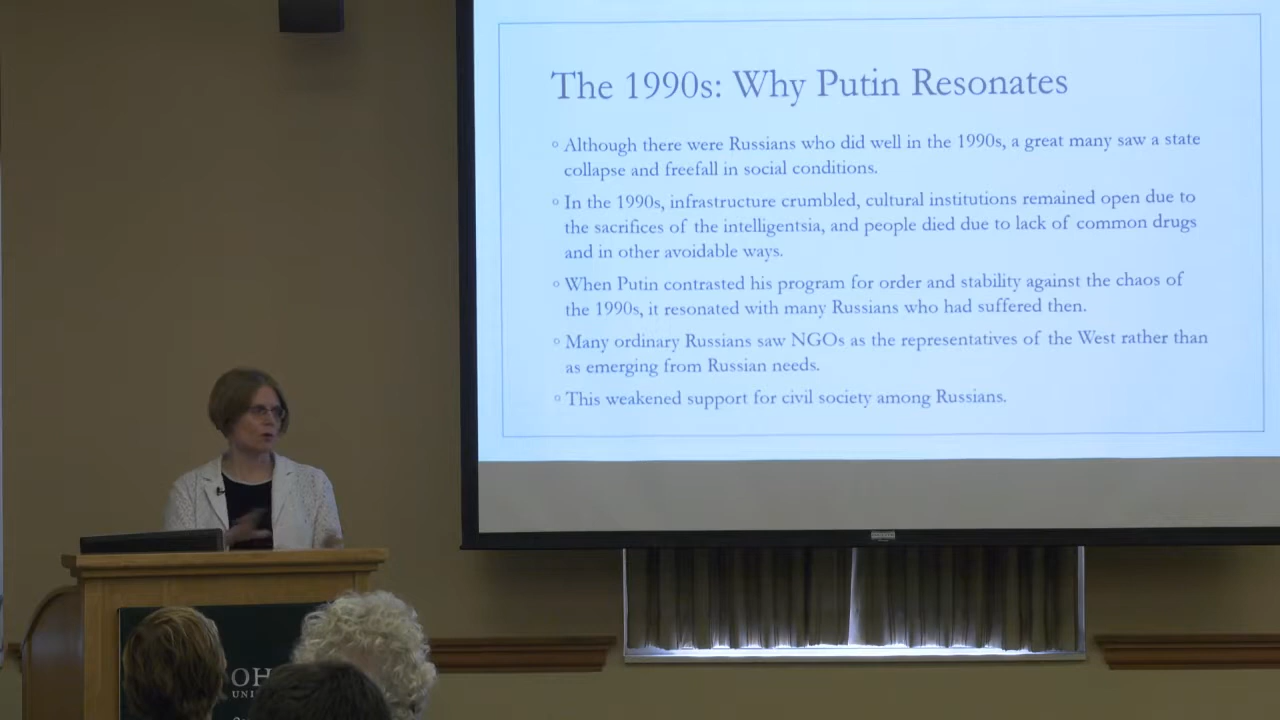 The 1990s: Why Putin Resonates
Although there were Russians who did well in the 1990s, a great many saw a state
collapse and freefall in social conditions.
In the 1990s, infrastructure crumbled, cultural institutions remained open due to
the sacrifices of the intelligentsia, and people died due to lack of common drugs
and in other avoidable ways.
When Putin contrasted his program for order and stability against the chaos of
the 1990s, it resonated with many Russians who had suffered then.
Many ordinary Russians saw NGOs as the representatives of the West rather than
as emerging from Russian needs.
This weakened support for civil society among Russians.
OH
UNI